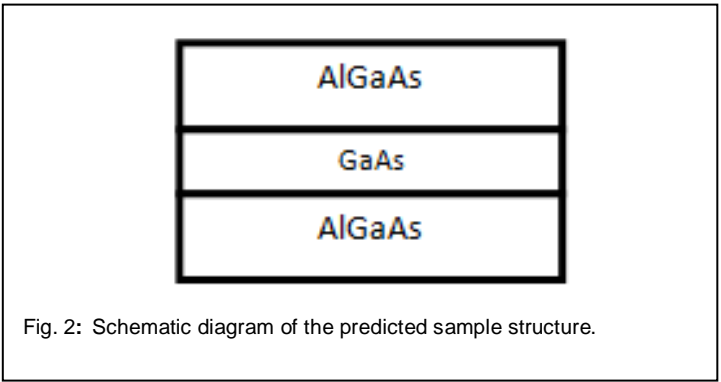 AlGaAs
GaAs
AlGaAs
Fig. 2: Schematic diagram of the predicted sample structure.